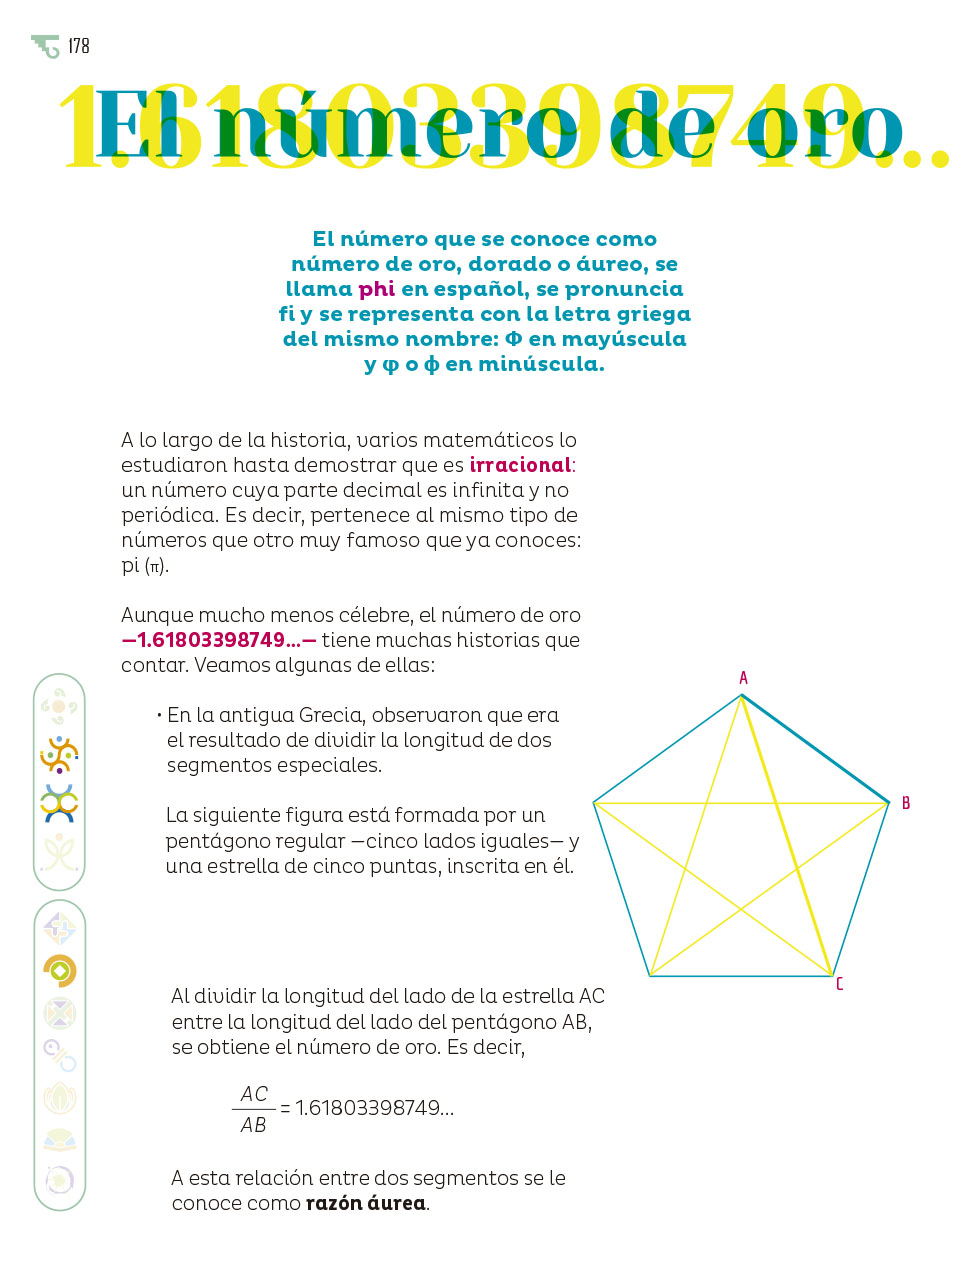 178
1.61803398749...
El número de oro
El número que se conoce como
número de oro, dorado o áureo, se
llama phi en español, se pronuncia
fi y se representa con la letra griega
del mismo nombre: Φ en mayúscula
y φ o ϕ en minúscula.
A lo largo de la historia, varios matemáticos lo
estudiaron hasta demostrar que es irracional:
un número cuya parte decimal es infinita y no
periódica. Es decir, pertenece al mismo tipo de
números que otro muy famoso que ya conoces:
pi (π).
Aunque mucho menos célebre, el número de oro
—1.61803398749...— tiene muchas historias que
contar. Veamos algunas de ellas:
• En la antigua Grecia, observaron que era
el resultado de dividir la longitud de dos
segmentos especiales.
La siguiente figura está formada por un
pentágono regular —cinco lados iguales— y
una estrella de cinco puntas, inscrita en él.
A
B
C
Al dividir la longitud del lado de la estrella AC
entre la longitud del lado del pentágono AB,
se obtiene el número de oro. Es decir,
AC
AB
= 1.61803398749...
A esta relación entre dos segmentos se le
conoce como razón áurea.